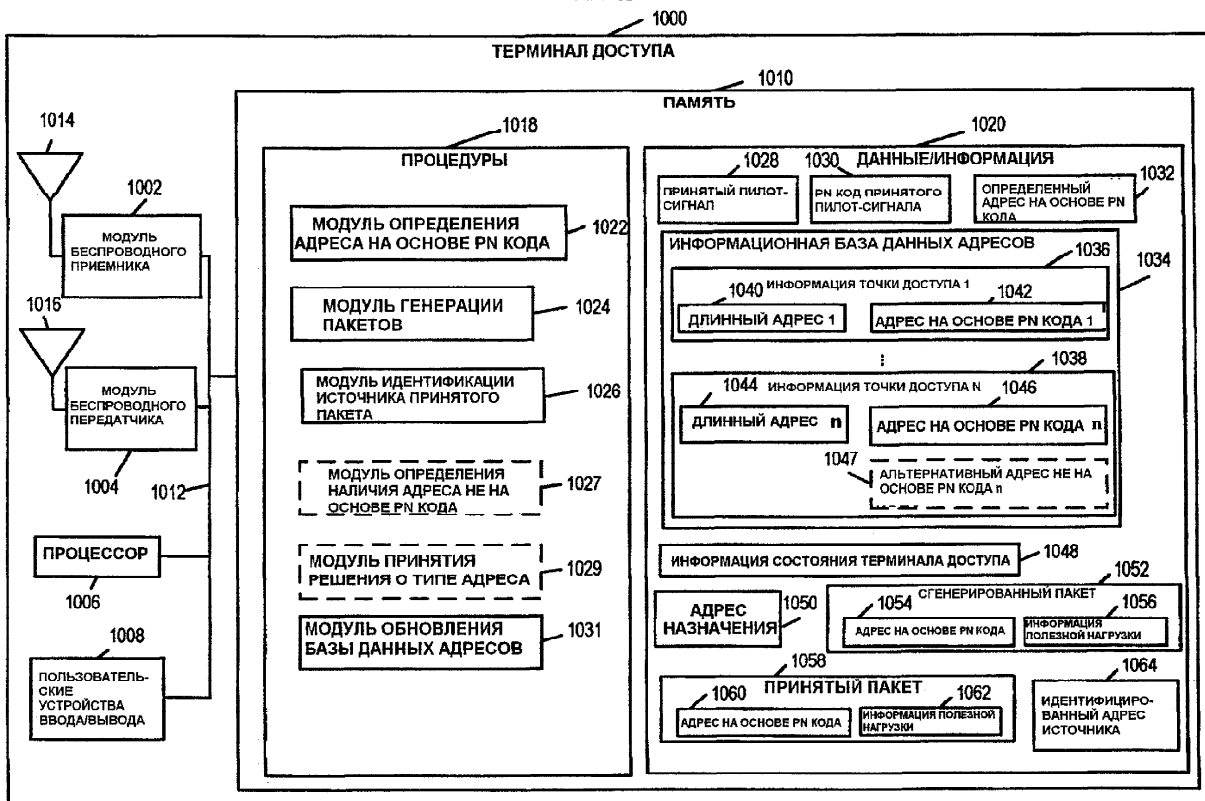 1000
ТЕРМИНАЛ ДОСТУПА
1010
ПАМЯТЬ
1014
1002
МОДУЛЬ
БЕСПРОВОДНОГО
ПРИЕМНИКА
1016
МОДУЛЬ
БЕСПРОВОДНОГО
ПЕРЕДАТЧИКА
1004
1012
ПРОЦЕССОР
1006
1008
ПОЛЬЗОВАТЕЛЬ-
СКИЕ
УСТРОЙСТВА
ВВОДА/ВЫВОДА
1018
ПРОЦЕДУРЫ
МОДУЛЬ ОПРЕДЕЛЕНИЯ
АДРЕСА НА ОСНОВЕ PN КОДА
1022
МОДУЛЬ ГЕНЕРАЦИИ
ПАКЕТОВ
1024
МОДУЛЬ ИДЕНТИФИКАЦИИ
ИСТОЧНИКА ПРИНЯТОГО
ПАКЕТА
1026
МОДУЛЬ ОПРЕДЕЛЕНИЯ
НАЛИЧИЯ АДРЕСА НЕ НА
ОСНОВЕ PN КОДА
1027
МОДУЛЬ ПРИНЯТИЯ
РЕШЕНИЯ О ТИПЕ АДРЕСА
1029
МОДУЛЬ ОБНОВЛЕНИЯ
БАЗЫ ДАННЫХ АДРЕСОВ
1031
1020
ДАННЫЕ/ИНФОРМАЦИЯ
1028
ПРИНЯТЫЙ ПИЛОТ-
СИГНАЛ
1030
PN КОД ПРИНЯТОГО
ПИЛОТ-СИГНАЛА
1032
ОПРЕДЕЛЕННЫЙ
АДРЕС НА ОСНОВЕ PN
КОДА
ИНФОРМАЦИОННАЯ БАЗА ДАННЫХ АДРЕСОВ
1034
1036
ИНФОРМАЦИЯ ТОЧКИ ДОСТУПА 1
1040
ДЛИННЫЙ АДРЕС 1
1042
АДРЕС НА ОСНОВЕ PN КОДА 1
⋮
1038
ИНФОРМАЦИЯ ТОЧКИ ДОСТУПА N
1044
ДЛИННЫЙ АДРЕС n
1046
АДРЕС НА ОСНОВЕ PN КОДА n
1047
АЛЬТЕРНАТИВНЫЙ АДРЕС НЕ НА
ОСНОВЕ PN КОДА n
ИНФОРМАЦИЯ СОСТОЯНИЯ ТЕРМИНАЛА ДОСТУПА
1048
АДРЕС
НАЗНАЧЕНИЯ
1050
1052
СГЕНЕРИРОВАННЫЙ ПАКЕТ
1054
АДРЕС НА ОСНОВЕ PN КОДА
1056
ИНФОРМАЦИЯ
ПОЛЕЗНОЙ НАГРУЗКИ
1058
ПРИНЯТЫЙ ПАКЕТ
1060
АДРЕС НА ОСНОВЕ PN КОДА
1062
ИНФОРМАЦИЯ ПОЛЕЗНОЙ
НАГРУЗКИ
1064
ИДЕНТИФИЦИРО-
ВАННЫЙ АДРЕС
ИСТОЧНИКА